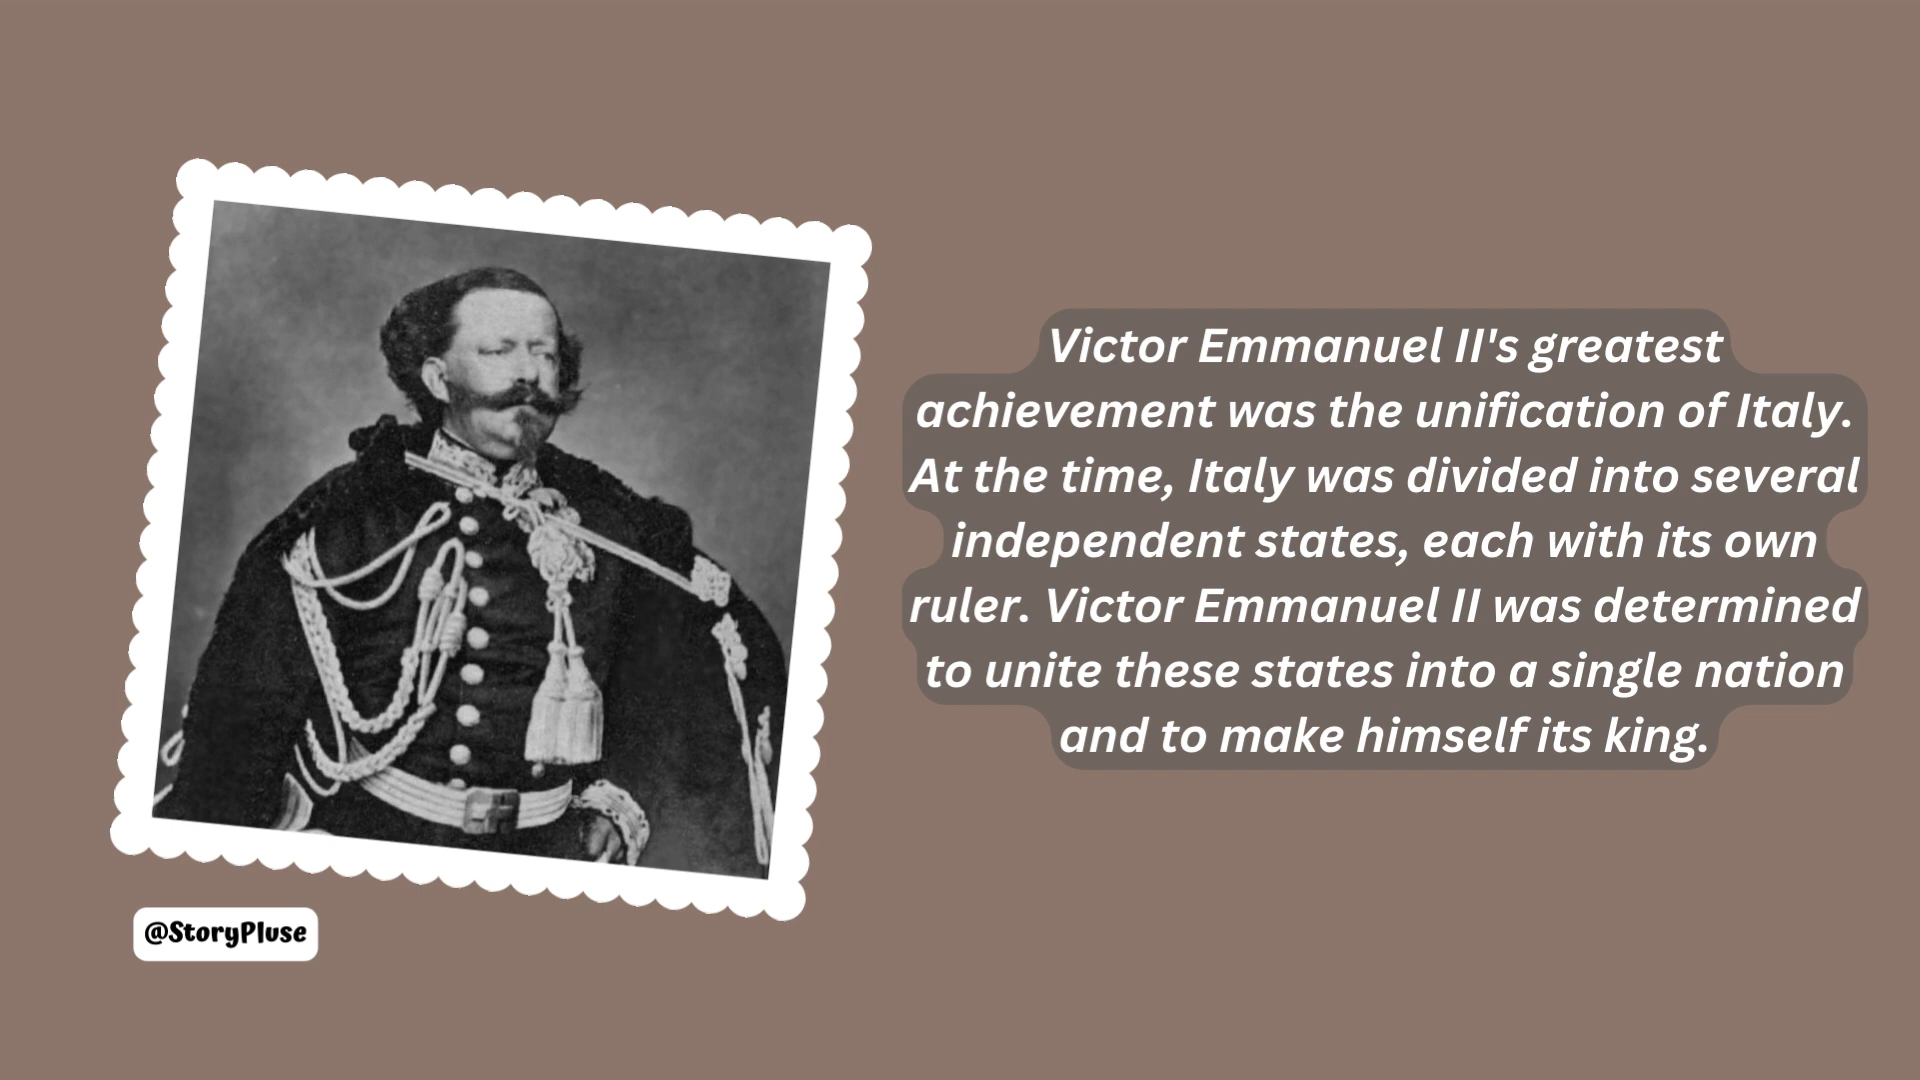 Victor Emmanuel II's greatest
achievement was the unification of Italy.
At the time, Italy was divided into several
independent states, each with its own
ruler. Victor Emmanuel II was determined
to unite these states into a single nation
and to make himself its king.
@StoryPluse